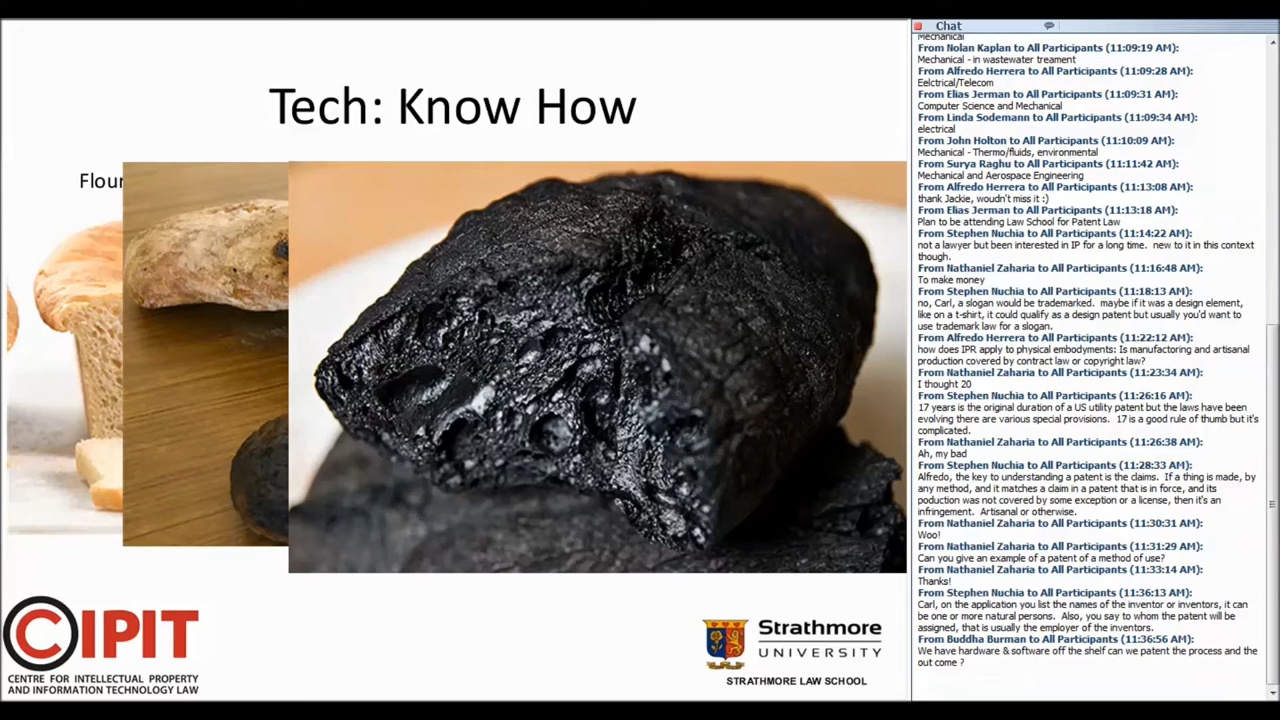 Tech: Know How
Flour
CIPIT
CENTRE FOR INTELLECTUAL PROPERTY
AND INFORMATION TECHNOLOGY LAW
Strathmore
UNIVERSITY
STRATHMORE LAW SCHOOL
Chat
Mechanical
From Nolan Kaplan to All Participants (11:09:19 AM):
Mechanical - in wastewater treament
From Alfredo Herrera to All Participants (11:09:28 AM):
Eelctrical/Telecom
From Elias Jerman to All Participants (11:09:31 AM):
Computer Science and Mechanical
From Linda Sodemann to All Participants (11:09:34 AM):
electrical
From John Holton to All Participants (11:10:09 AM):
Mechanical - Thermo/fluids, environmental
From Surya Raghu to All Participants (11:11:42 AM):
Mechanical and Aerospace Engineering
From Alfredo Herrera to All Participants (11:13:08 AM):
thank Jackie, woudn't miss it :)
From Elias Jerman to All Participants (11:13:18 AM):
Plan to be attending Law School for Patent Law
From Stephen Nuchia to All Participants (11:14:22 AM):
not a lawyer but been interested in IP for a long time. new to it in this context
though.
From Nathaniel Zaharia to All Participants (11:16:48 AM):
To make money
From Stephen Nuchia to All Participants (11:18:13 AM):
no, Carl, a slogan would be trademarked. maybe if it was a design element,
like on a t-shirt, it could qualify as a design patent but usually you'd want to
use trademark law for a slogan.
From Alfredo Herrera to All Participants (11:22:12 AM):
how does IPR apply to physical embodyments: Is manufactoring and artisanal
production covered by contract law or copyright law?
From Nathaniel Zaharia to All Participants (11:23:34 AM):
I thought 20
From Stephen Nuchia to All Participants (11:26:16 AM):
17 years is the original duration of a US utility patent but the laws have been
evolving there are various special provisions. 17 is a good rule of thumb but it's
complicated.
From Nathaniel Zaharia to All Participants (11:26:38 AM):
Ah, my bad
From Stephen Nuchia to All Participants (11:28:33 AM):
Alfredo, the key to understanding a patent is the claims. If a thing is made, by
any method, and it matches a claim in a patent that is in force, and its
poduction was not covered by some exception or a license, then it's an
infringement. Artisanal or otherwise.
From Nathaniel Zaharia to All Participants (11:30:31 AM):
Woo!
From Nathaniel Zaharia to All Participants (11:31:29 AM):
Can you give an example of a patent of a method of use?
From Nathaniel Zaharia to All Participants (11:33:14 AM):
Thanks!
From Stephen Nuchia to All Participants (11:36:13 AM):
Carl, on the application you list the names of the inventor or inventors, it can
be one or more natural persons. Also, you say to whom the patent will be
assigned, that is usually the employer of the inventors.
From Buddha Burman to All Participants (11:36:56 AM):
We have hardware & software off the shelf can we patent the process and the
out come ?